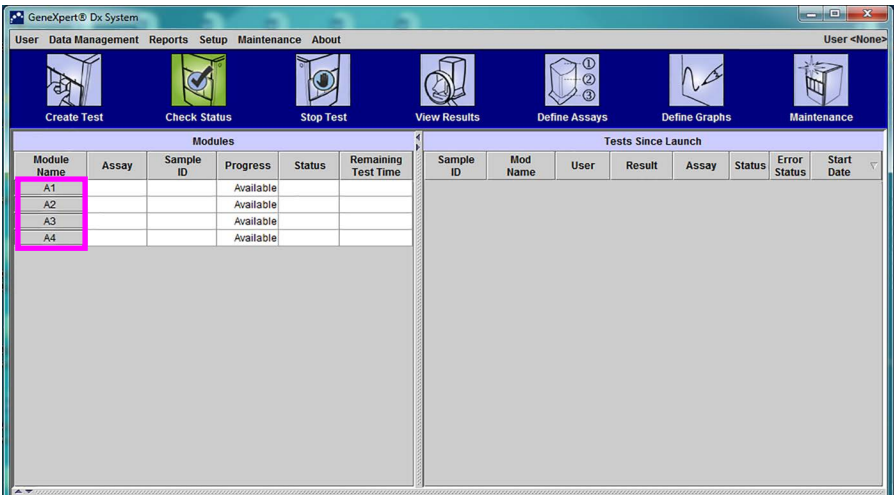 GeneXpert® Dx System
User Data Management Reports Setup Maintenance About User <None>
Create Test Check Status Stop Test View Results Define Assays Define Graphs Maintenance
Modules Tests Since Launch
Module Name Assay Sample ID Progress Status Remaining Test Time Sample ID Mod Name User Result Assay Status Error Status Start Date
A1 Available
A2 Available
A3 Available
A4 Available